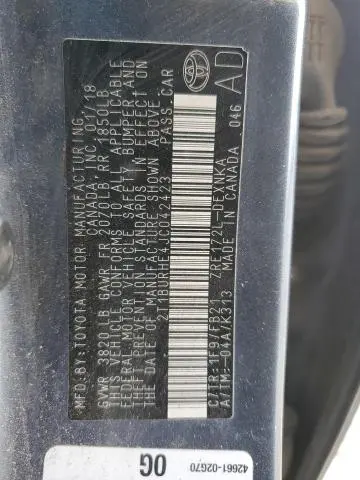 MFD.BY:TOYOTA MOTOR MANUFACTURING
CANADA, INC. 01/18
GVWR 3820LB GAWR FR 2070LB RR 1850LB
THIS VEHICLE CONFORMS TO ALL APPLICABLE
FEDERAL MOTOR VEHICLE SAFETY, BUMPER, AND
THEFT PREVENTION STANDARDS IN EFFECT ON
THE DATE OF MANUFACTURE SHOWN ABOVE.
2T1BURHE4JC042423 PASS.CAR
C/TR:1F9/FB21 ZRE172L-DEXNKA
A/TM:-04A/K313 MADE IN CANADA 046
AD
42661-02G70
0G